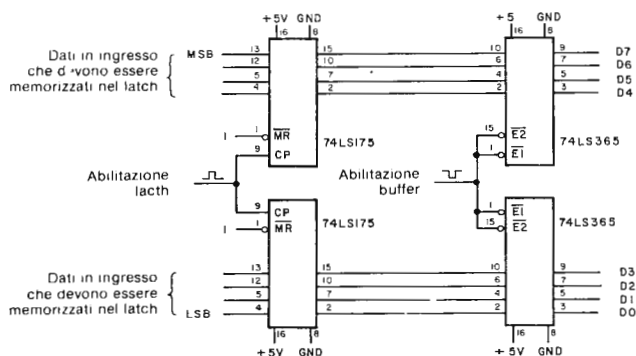 +5V GND
16 8
+5 GND
16 8
Dati in ingresso
che d vono essere
memorizzati nel latch
MSB 13 15 10 9 D7
12 10 6 7 D6
5 7 4 5 D5
4 2 2 3 D4
1 1 MR
9 CP
74LS175
15 E2
1 E1
74LS365
Abilitazione
lacth
Abilitazione
buffer
9 CP
1 1 MR
74LS175
1 E1
15 E2
74LS365
Dati in ingresso
che devono essere
memorizzati nel latch
13 15 10 9 D3
12 10 6 7 D2
5 7 4 5 D1
LSB 4 2 2 3 D0
16 8
+5V GND
16 8
+5V GND